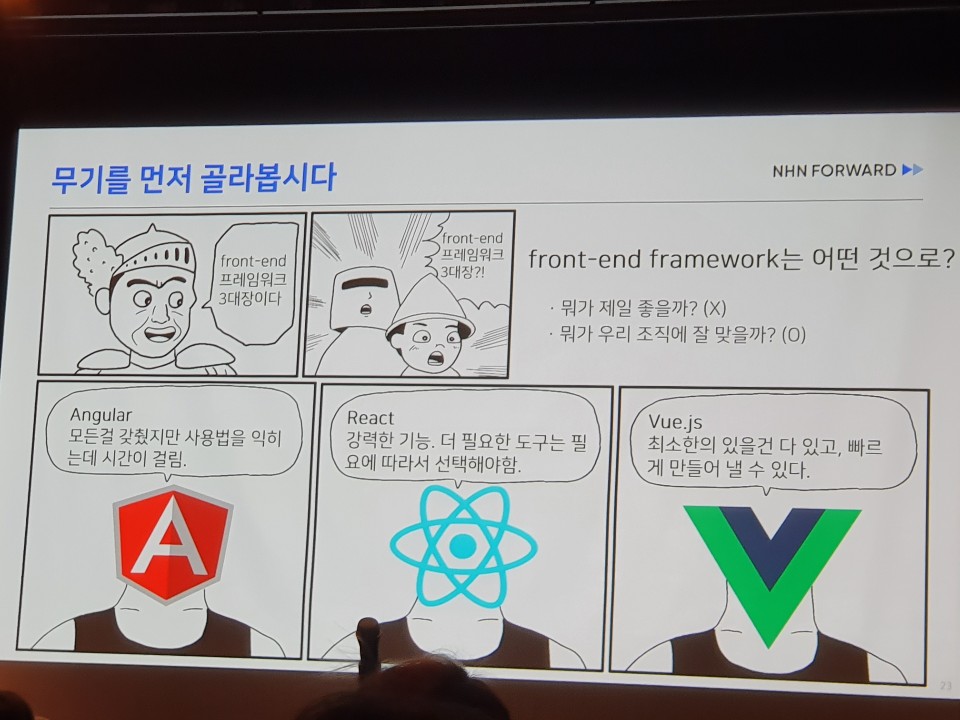 무기를 먼저 골라봅시다
NHN FORWARD
front-end
프레임워크
3대장이다
front-end
프레임워크
3대장?!
front-end framework는 어떤 것으로?
· 뭐가 제일 좋을까? (X)
· 뭐가 우리 조직에 잘 맞을까? (O)
Angular
모든걸 갖췄지만 사용법을 익히
는데 시간이 걸림.
React
강력한 기능. 더 필요한 도구는 필
요에 따라서 선택해야함.
Vue.js
최소한의 있을건 다 있고, 빠르
게 만들어 낼 수 있다.
A
23